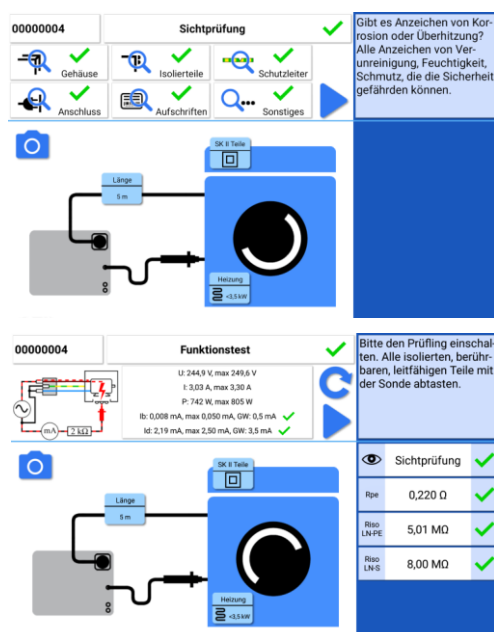 00000004
Sichtprüfung
Gibt es Anzeichen von Kor-
rosion oder Überhitzung?
Alle Anzeichen von Ver-
unreinigung, Feuchtigkeit,
Schmutz, die die Sicherheit
gefährden können.
Gehäuse
Isolierteile
Schutzleiter
Anschluss
Aufschriften
Sonstiges
SK II Teile
Länge
5 m
Heizung
<3,5 kW
00000004
Funktionstest
Bitte den Prüfling einschal-
ten. Alle isolierten, berühr-
baren, leitfähigen Teile mit
der Sonde abtasten.
U: 244,9 V, max 249,6 V
I: 3,03 A, max 3,30 A
P: 742 W, max 805 W
Ib: 0,008 mA, max 0,050 mA, GW: 0,5 mA
Id: 2,19 mA, max 2,50 mA, GW: 3,5 mA
mA
2 kΩ
Sichtprüfung
Rpe
0,220 Ω
Riso
LN-PE
5,01 MΩ
Riso
LN-S
8,00 MΩ
SK II Teile
Länge
5 m
Heizung
<3,5 kW